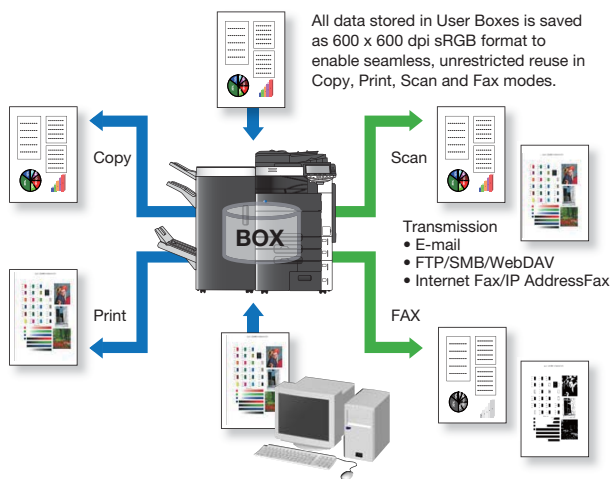 All data stored in User Boxes is saved
as 600 x 600 dpi sRGB format to
enable seamless, unrestricted reuse in
Copy, Print, Scan and Fax modes.
Copy
Scan
BOX
Transmission
• E-mail
• FTP/SMB/WebDAV
• Internet Fax/IP AddressFax
Print
FAX